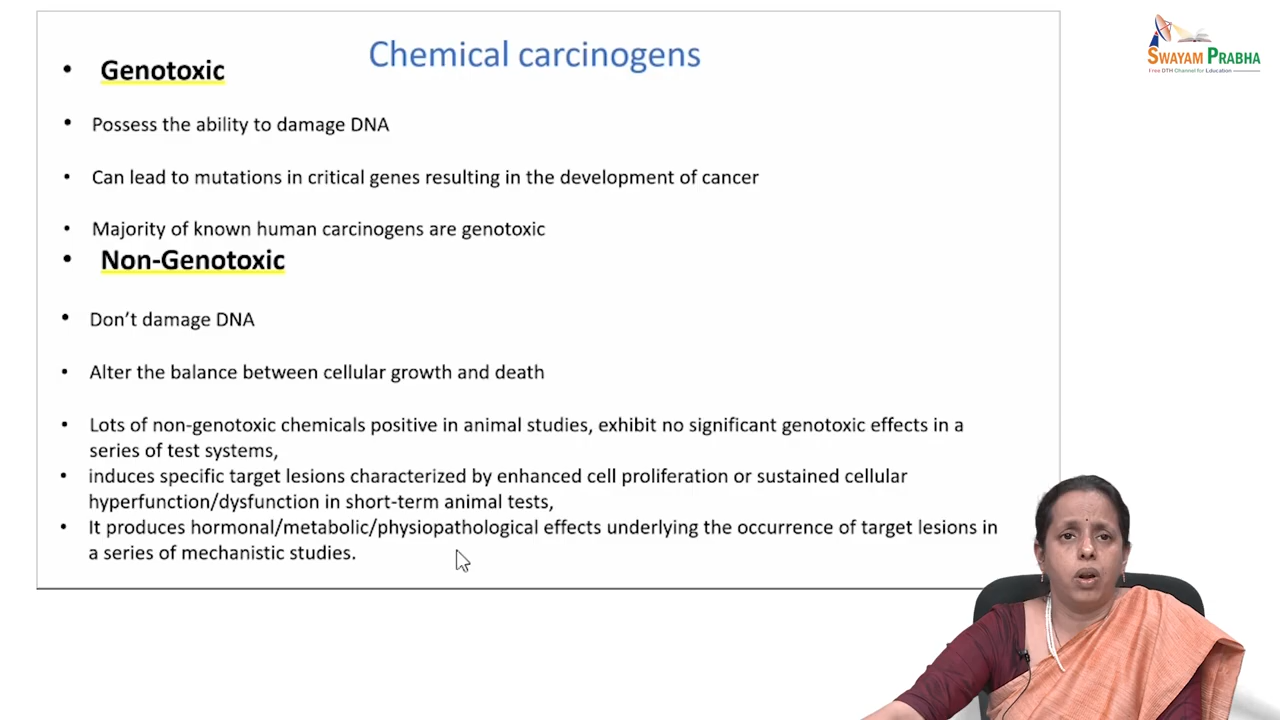 Chemical carcinogens
SWAYAM PRABHA
Free DTH Channel for Education
• Genotoxic
• Possess the ability to damage DNA
• Can lead to mutations in critical genes resulting in the development of cancer
• Majority of known human carcinogens are genotoxic
• Non-Genotoxic
• Don’t damage DNA
• Alter the balance between cellular growth and death
• Lots of non-genotoxic chemicals positive in animal studies, exhibit no significant genotoxic effects in a
series of test systems,
• induces specific target lesions characterized by enhanced cell proliferation or sustained cellular
hyperfunction/dysfunction in short-term animal tests,
• It produces hormonal/metabolic/physiopathological effects underlying the occurrence of target lesions in
a series of mechanistic studies.